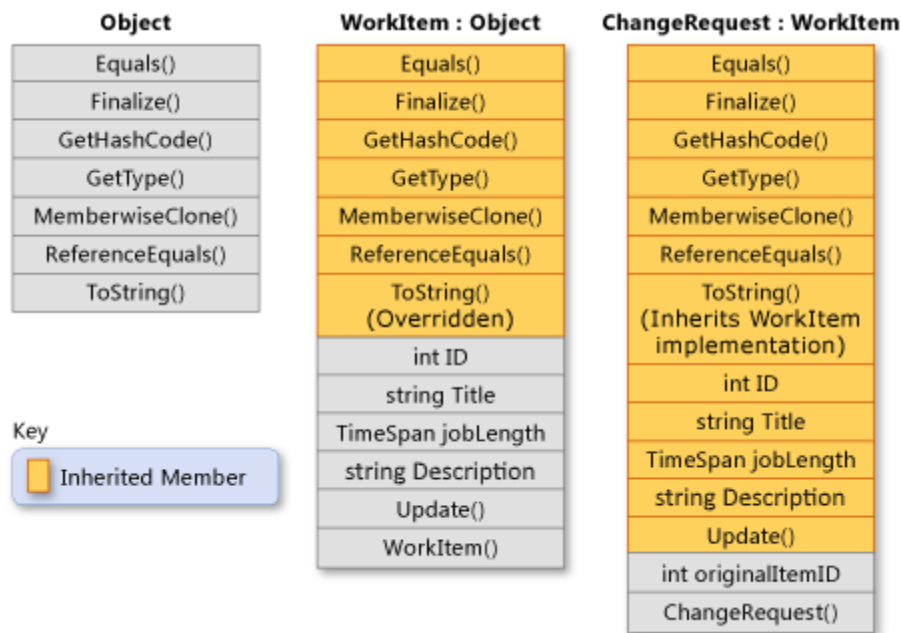 Object
Equals()
Finalize()
GetHashCode()
GetType()
MemberwiseClone()
ReferenceEquals()
ToString()
Key
Inherited Member
WorkItem : Object
Equals()
Finalize()
GetHashCode()
GetType()
MemberwiseClone()
ReferenceEquals()
ToString()
(Overridden)
int ID
string Title
TimeSpan jobLength
string Description
Update()
WorkItem()
ChangeRequest : WorkItem
Equals()
Finalize()
GetHashCode()
GetType()
MemberwiseClone()
ReferenceEquals()
ToString()
(Inherits WorkItem
implementation)
int ID
string Title
TimeSpan jobLength
string Description
Update()
int originalItemID
ChangeRequest()